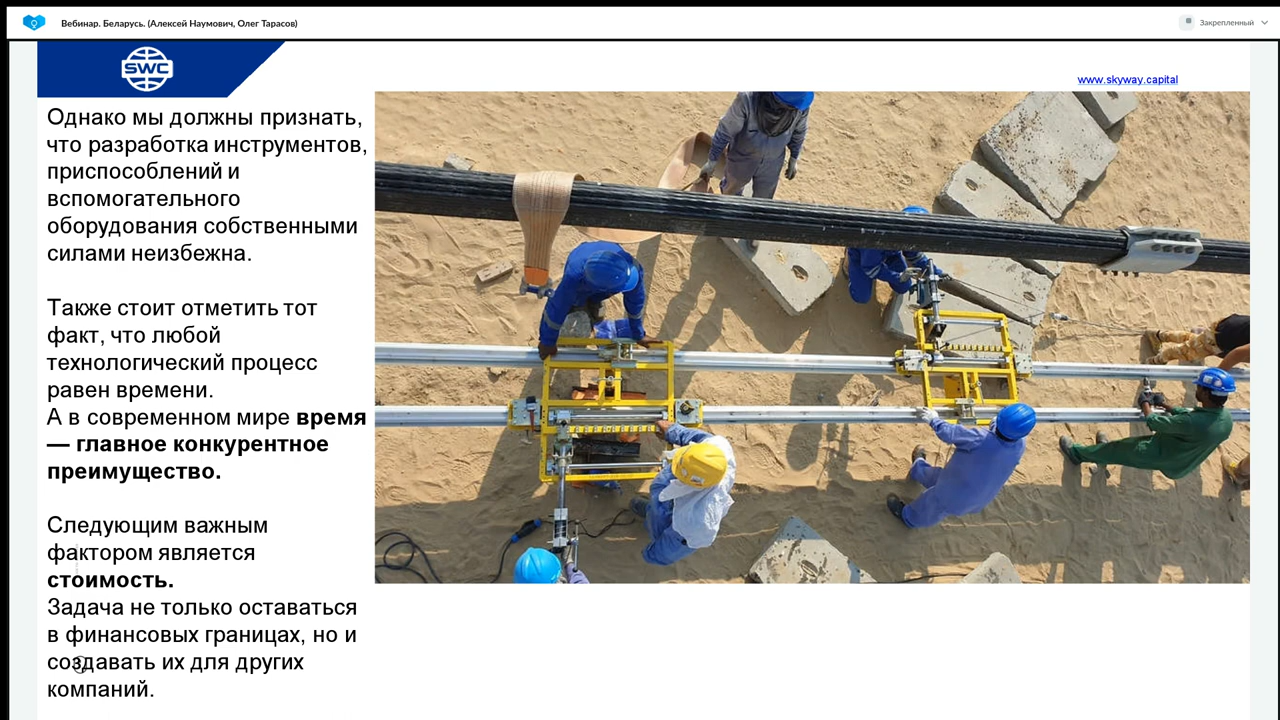 Вебинар. Беларусь. (Алексей Наумович, Олег Тарасов)
Закрепленный
SWC
www.skyway.capital
Однако мы должны признать,
что разработка инструментов,
приспособлений и
вспомогательного
оборудования собственными
силами неизбежна.
Также стоит отметить тот
факт, что любой
технологический процесс
равен времени.
А в современном мире время
— главное конкурентное
преимущество.
Следующим важным
фактором является
стоимость.
Задача не только оставаться
в финансовых границах, но и
создавать их для других
компаний.